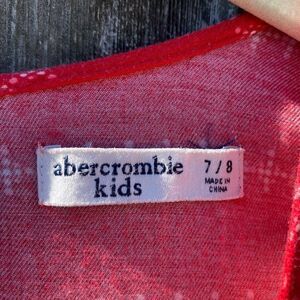 abercrombie
kids
7/8
MADE IN
CHINA